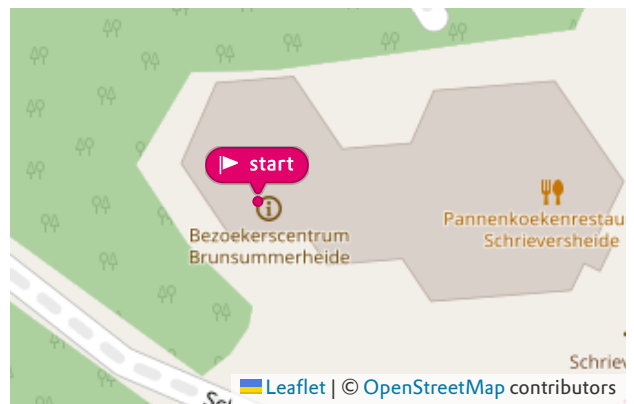 start
Bezoekerscentrum
Brunsummerheide
Pannenkoekenrestau
Schrieversheide
Schriev
Leaflet | © OpenStreetMap contributors